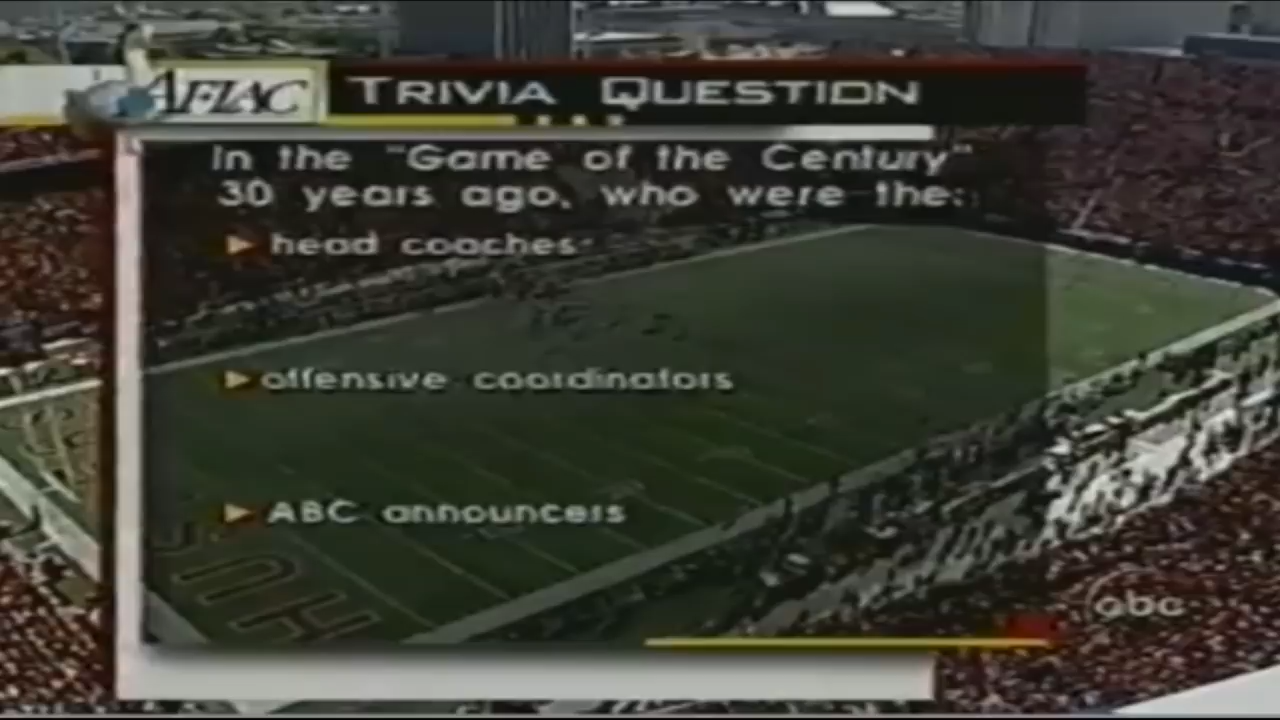 AFLAC TRIVIA QUESTION
In the "Game of the Century"
30 years ago, who were the:
head coaches
offensive coordinators
ABC announcers
HUS
abc